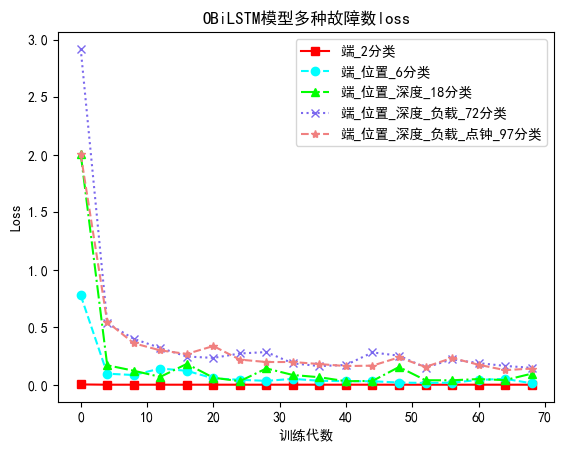 OBiLSTM模型多种故障数loss
端_2分类
端_位置_6分类
端_位置_深度_18分类
端_位置_深度_负载_72分类
端_位置_深度_负载_点钟_97分类
Loss
3.0
2.5
2.0
1.5
1.0
0.5
0.0
0 10 20 30 40 50 60 70
训练代数